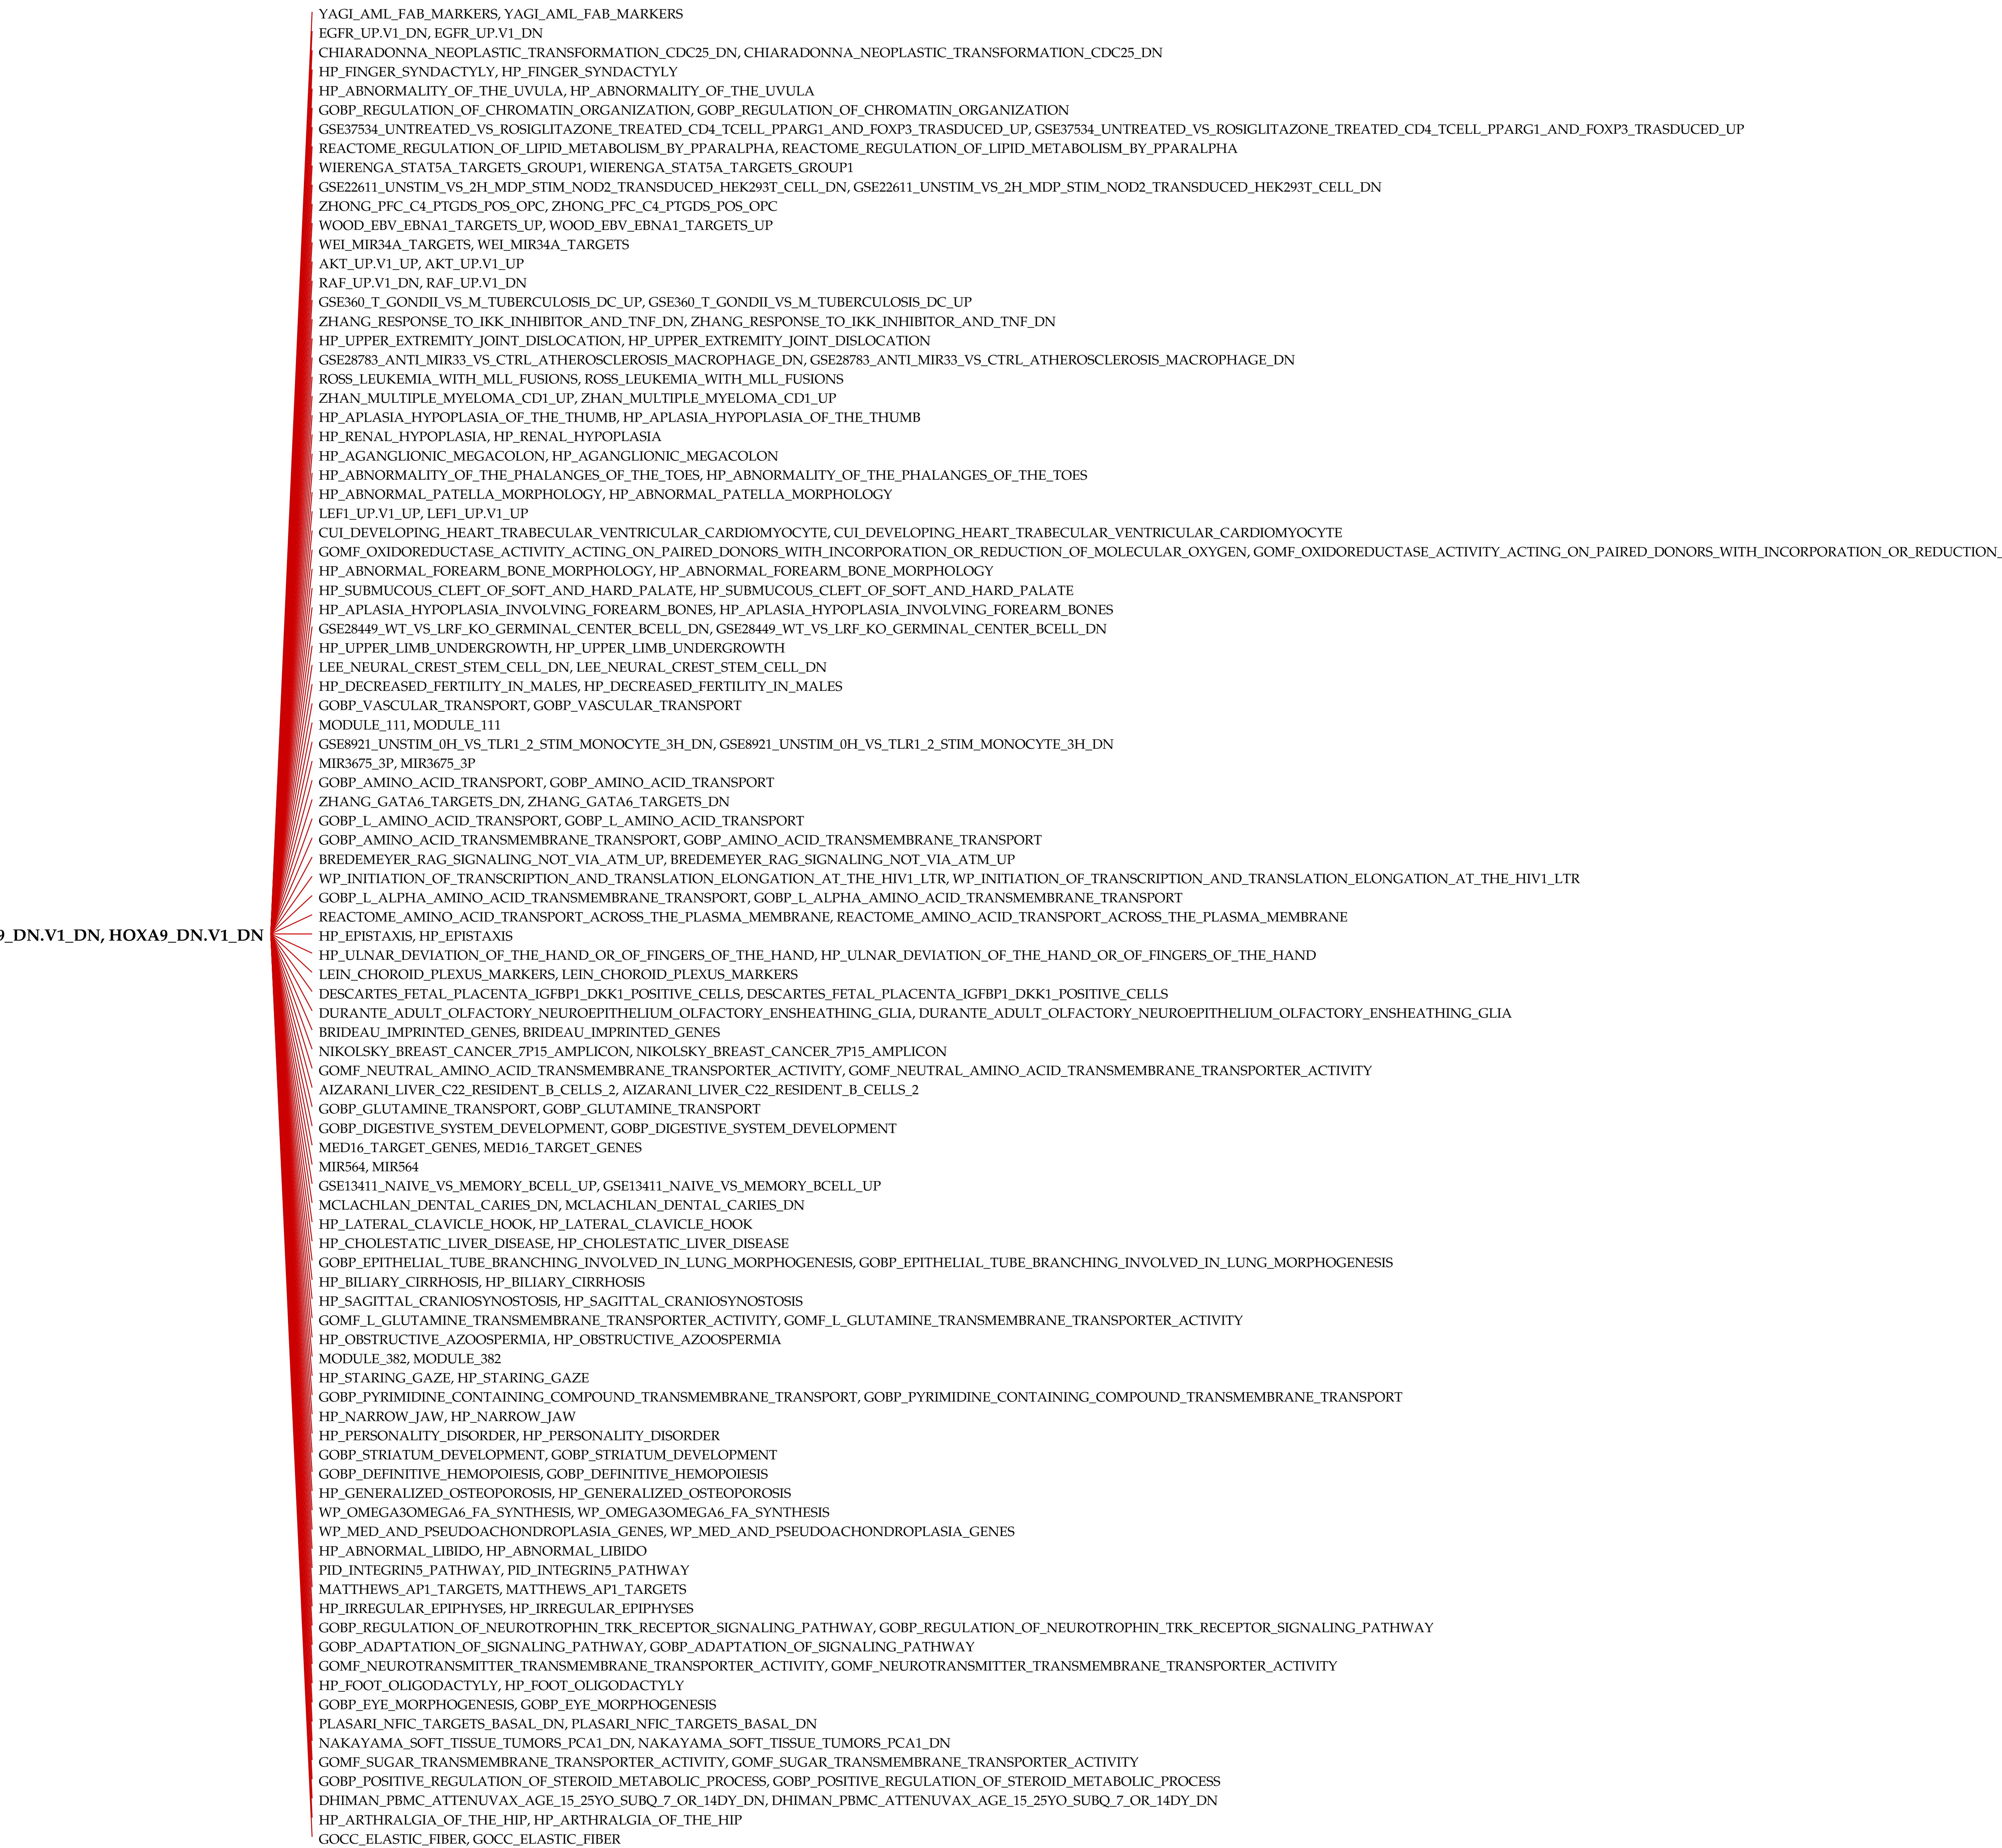 YAGI_AML_FAB_MARKERS, YAGI_AML_FAB_MARKERS
EGFR_UP.V1_DN, EGFR_UP.V1_DN
CHIARADONNA_NEOPLASTIC_TRANSFORMATION_CDC25_DN, CHIARADONNA_NEOPLASTIC_TRANSFORMATION_CDC25_DN
HP_FINGER_SYNDACTYLY, HP_FINGER_SYNDACTYLY
HP_ABNORMALITY_OF_THE_UVULA, HP_ABNORMALITY_OF_THE_UVULA
GOBP_REGULATION_OF_CHROMATIN_ORGANIZATION, GOBP_REGULATION_OF_CHROMATIN_ORGANIZATION
GSE37534_UNTREATED_VS_ROSIGLITAZONE_TREATED_CD4_TCELL_PPARG1_AND_FOXP3_TRASDUCED_UP, GSE37534_UNTREATED_VS_ROSIGLITAZONE_TREATED_CD4_TCELL_PPARG1_AND_FOXP3_TRASDUCED_UP
REACTOME_REGULATION_OF_LIPID_METABOLISM_BY_PPARALPHA, REACTOME_REGULATION_OF_LIPID_METABOLISM_BY_PPARALPHA
WIERENGA_STAT5A_TARGETS_GROUP1, WIERENGA_STAT5A_TARGETS_GROUP1
GSE22611_UNSTIM_VS_2H_MDP_STIM_NOD2_TRANSDUCED_HEK293T_CELL_DN, GSE22611_UNSTIM_VS_2H_MDP_STIM_NOD2_TRANSDUCED_HEK293T_CELL_DN
ZHONG_PFC_C4_PTGDS_POS_OPC, ZHONG_PFC_C4_PTGDS_POS_OPC
WOOD_EBV_EBNA1_TARGETS_UP, WOOD_EBV_EBNA1_TARGETS_UP
WEI_MIR34A_TARGETS, WEI_MIR34A_TARGETS
AKT_UP.V1_UP, AKT_UP.V1_UP
RAF_UP.V1_DN, RAF_UP.V1_DN
GSE360_T_GONDII_VS_M_TUBERCULOSIS_DC_UP, GSE360_T_GONDII_VS_M_TUBERCULOSIS_DC_UP
ZHANG_RESPONSE_TO_IKK_INHIBITOR_AND_TNF_DN, ZHANG_RESPONSE_TO_IKK_INHIBITOR_AND_TNF_DN
HP_UPPER_EXTREMITY_JOINT_DISLOCATION, HP_UPPER_EXTREMITY_JOINT_DISLOCATION
GSE28783_ANTI_MIR33_VS_CTRL_ATHEROSCLEROSIS_MACROPHAGE_DN, GSE28783_ANTI_MIR33_VS_CTRL_ATHEROSCLEROSIS_MACROPHAGE_DN
ROSS_LEUKEMIA_WITH_MLL_FUSIONS, ROSS_LEUKEMIA_WITH_MLL_FUSIONS
ZHAN_MULTIPLE_MYELOMA_CD1_UP, ZHAN_MULTIPLE_MYELOMA_CD1_UP
HP_APLASIA_HYPOPLASIA_OF_THE_THUMB, HP_APLASIA_HYPOPLASIA_OF_THE_THUMB
HP_RENAL_HYPOPLASIA, HP_RENAL_HYPOPLASIA
HP_AGANGLIONIC_MEGACOLON, HP_AGANGLIONIC_MEGACOLON
HP_ABNORMALITY_OF_THE_PHALANGES_OF_THE_TOES, HP_ABNORMALITY_OF_THE_PHALANGES_OF_THE_TOES
HP_ABNORMAL_PATELLA_MORPHOLOGY, HP_ABNORMAL_PATELLA_MORPHOLOGY
LEF1_UP.V1_UP, LEF1_UP.V1_UP
CUI_DEVELOPING_HEART_TRABECULAR_VENTRICULAR_CARDIOMYOCYTE, CUI_DEVELOPING_HEART_TRABECULAR_VENTRICULAR_CARDIOMYOCYTE
GOMF_OXIDOREDUCTASE_ACTIVITY_ACTING_ON_PAIRED_DONORS_WITH_INCORPORATION_OR_REDUCTION_OF_MOLECULAR_OXYGEN, GOMF_OXIDOREDUCTASE_ACTIVITY_ACTING_ON_PAIRED_DONORS_WITH_INCORPORATION_OR_REDUCTION_
HP_ABNORMAL_FOREARM_BONE_MORPHOLOGY, HP_ABNORMAL_FOREARM_BONE_MORPHOLOGY
HP_SUBMUCOUS_CLEFT_OF_SOFT_AND_HARD_PALATE, HP_SUBMUCOUS_CLEFT_OF_SOFT_AND_HARD_PALATE
HP_APLASIA_HYPOPLASIA_INVOLVING_FOREARM_BONES, HP_APLASIA_HYPOPLASIA_INVOLVING_FOREARM_BONES
GSE28449_WT_VS_LRF_KO_GERMINAL_CENTER_BCELL_DN, GSE28449_WT_VS_LRF_KO_GERMINAL_CENTER_BCELL_DN
HP_UPPER_LIMB_UNDERGROWTH, HP_UPPER_LIMB_UNDERGROWTH
LEE_NEURAL_CREST_STEM_CELL_DN, LEE_NEURAL_CREST_STEM_CELL_DN
HP_DECREASED_FERTILITY_IN_MALES, HP_DECREASED_FERTILITY_IN_MALES
GOBP_VASCULAR_TRANSPORT, GOBP_VASCULAR_TRANSPORT
MODULE_111, MODULE_111
GSE8921_UNSTIM_0H_VS_TLR1_2_STIM_MONOCYTE_3H_DN, GSE8921_UNSTIM_0H_VS_TLR1_2_STIM_MONOCYTE_3H_DN
MIR3675_3P, MIR3675_3P
GOBP_AMINO_ACID_TRANSPORT, GOBP_AMINO_ACID_TRANSPORT
ZHANG_GATA6_TARGETS_DN, ZHANG_GATA6_TARGETS_DN
GOBP_L_AMINO_ACID_TRANSPORT, GOBP_L_AMINO_ACID_TRANSPORT
GOBP_AMINO_ACID_TRANSMEMBRANE_TRANSPORT, GOBP_AMINO_ACID_TRANSMEMBRANE_TRANSPORT
BREDEMEYER_RAG_SIGNALING_NOT_VIA_ATM_UP, BREDEMEYER_RAG_SIGNALING_NOT_VIA_ATM_UP
WP_INITIATION_OF_TRANSCRIPTION_AND_TRANSLATION_ELONGATION_AT_THE_HIV1_LTR, WP_INITIATION_OF_TRANSCRIPTION_AND_TRANSLATION_ELONGATION_AT_THE_HIV1_LTR
GOBP_L_ALPHA_AMINO_ACID_TRANSMEMBRANE_TRANSPORT, GOBP_L_ALPHA_AMINO_ACID_TRANSMEMBRANE_TRANSPORT
REACTOME_AMINO_ACID_TRANSPORT_ACROSS_THE_PLASMA_MEMBRANE, REACTOME_AMINO_ACID_TRANSPORT_ACROSS_THE_PLASMA_MEMBRANE
9_DN.V1_DN, HOXA9_DN.V1_DN
HP_EPISTAXIS, HP_EPISTAXIS
HP_ULNAR_DEVIATION_OF_THE_HAND_OR_OF_FINGERS_OF_THE_HAND, HP_ULNAR_DEVIATION_OF_THE_HAND_OR_OF_FINGERS_OF_THE_HAND
LEIN_CHOROID_PLEXUS_MARKERS, LEIN_CHOROID_PLEXUS_MARKERS
DESCARTES_FETAL_PLACENTA_IGFBP1_DKK1_POSITIVE_CELLS, DESCARTES_FETAL_PLACENTA_IGFBP1_DKK1_POSITIVE_CELLS
DURANTE_ADULT_OLFACTORY_NEUROEPITHELIUM_OLFACTORY_ENSHEATHING_GLIA, DURANTE_ADULT_OLFACTORY_NEUROEPITHELIUM_OLFACTORY_ENSHEATHING_GLIA
BRIDEAU_IMPRINTED_GENES, BRIDEAU_IMPRINTED_GENES
NIKOLSKY_BREAST_CANCER_7P15_AMPLICON, NIKOLSKY_BREAST_CANCER_7P15_AMPLICON
GOMF_NEUTRAL_AMINO_ACID_TRANSMEMBRANE_TRANSPORTER_ACTIVITY, GOMF_NEUTRAL_AMINO_ACID_TRANSMEMBRANE_TRANSPORTER_ACTIVITY
AIZARANI_LIVER_C22_RESIDENT_B_CELLS_2, AIZARANI_LIVER_C22_RESIDENT_B_CELLS_2
GOBP_GLUTAMINE_TRANSPORT, GOBP_GLUTAMINE_TRANSPORT
GOBP_DIGESTIVE_SYSTEM_DEVELOPMENT, GOBP_DIGESTIVE_SYSTEM_DEVELOPMENT
MED16_TARGET_GENES, MED16_TARGET_GENES
MIR564, MIR564
GSE13411_NAIVE_VS_MEMORY_BCELL_UP, GSE13411_NAIVE_VS_MEMORY_BCELL_UP
MCLACHLAN_DENTAL_CARIES_DN, MCLACHLAN_DENTAL_CARIES_DN
HP_LATERAL_CLAVICLE_HOOK, HP_LATERAL_CLAVICLE_HOOK
HP_CHOLESTATIC_LIVER_DISEASE, HP_CHOLESTATIC_LIVER_DISEASE
GOBP_EPITHELIAL_TUBE_BRANCHING_INVOLVED_IN_LUNG_MORPHOGENESIS, GOBP_EPITHELIAL_TUBE_BRANCHING_INVOLVED_IN_LUNG_MORPHOGENESIS
HP_BILIARY_CIRRHOSIS, HP_BILIARY_CIRRHOSIS
HP_SAGITTAL_CRANIOSYNOSTOSIS, HP_SAGITTAL_CRANIOSYNOSTOSIS
GOMF_L_GLUTAMINE_TRANSMEMBRANE_TRANSPORTER_ACTIVITY, GOMF_L_GLUTAMINE_TRANSMEMBRANE_TRANSPORTER_ACTIVITY
HP_OBSTRUCTIVE_AZOOSPERMIA, HP_OBSTRUCTIVE_AZOOSPERMIA
MODULE_382, MODULE_382
HP_STARING_GAZE, HP_STARING_GAZE
GOBP_PYRIMIDINE_CONTAINING_COMPOUND_TRANSMEMBRANE_TRANSPORT, GOBP_PYRIMIDINE_CONTAINING_COMPOUND_TRANSMEMBRANE_TRANSPORT
HP_NARROW_JAW, HP_NARROW_JAW
HP_PERSONALITY_DISORDER, HP_PERSONALITY_DISORDER
GOBP_STRIATUM_DEVELOPMENT, GOBP_STRIATUM_DEVELOPMENT
GOBP_DEFINITIVE_HEMOPOIESIS, GOBP_DEFINITIVE_HEMOPOIESIS
HP_GENERALIZED_OSTEOPOROSIS, HP_GENERALIZED_OSTEOPOROSIS
WP_OMEGA3OMEGA6_FA_SYNTHESIS, WP_OMEGA3OMEGA6_FA_SYNTHESIS
WP_MED_AND_PSEUDOACHONDROPLASIA_GENES, WP_MED_AND_PSEUDOACHONDROPLASIA_GENES
HP_ABNORMAL_LIBIDO, HP_ABNORMAL_LIBIDO
PID_INTEGRIN5_PATHWAY, PID_INTEGRIN5_PATHWAY
MATTHEWS_AP1_TARGETS, MATTHEWS_AP1_TARGETS
HP_IRREGULAR_EPIPHYSES, HP_IRREGULAR_EPIPHYSES
GOBP_REGULATION_OF_NEUROTROPHIN_TRK_RECEPTOR_SIGNALING_PATHWAY, GOBP_REGULATION_OF_NEUROTROPHIN_TRK_RECEPTOR_SIGNALING_PATHWAY
GOBP_ADAPTATION_OF_SIGNALING_PATHWAY, GOBP_ADAPTATION_OF_SIGNALING_PATHWAY
GOMF_NEUROTRANSMITTER_TRANSMEMBRANE_TRANSPORTER_ACTIVITY, GOMF_NEUROTRANSMITTER_TRANSMEMBRANE_TRANSPORTER_ACTIVITY
HP_FOOT_OLIGODACTYLY, HP_FOOT_OLIGODACTYLY
GOBP_EYE_MORPHOGENESIS, GOBP_EYE_MORPHOGENESIS
PLASARI_NFIC_TARGETS_BASAL_DN, PLASARI_NFIC_TARGETS_BASAL_DN
NAKAYAMA_SOFT_TISSUE_TUMORS_PCA1_DN, NAKAYAMA_SOFT_TISSUE_TUMORS_PCA1_DN
GOMF_SUGAR_TRANSMEMBRANE_TRANSPORTER_ACTIVITY, GOMF_SUGAR_TRANSMEMBRANE_TRANSPORTER_ACTIVITY
GOBP_POSITIVE_REGULATION_OF_STEROID_METABOLIC_PROCESS, GOBP_POSITIVE_REGULATION_OF_STEROID_METABOLIC_PROCESS
DHIMAN_PBMC_ATTENUVAX_AGE_15_25YO_SUBQ_7_OR_14DY_DN, DHIMAN_PBMC_ATTENUVAX_AGE_15_25YO_SUBQ_7_OR_14DY_DN
HP_ARTHRALGIA_OF_THE_HIP, HP_ARTHRALGIA_OF_THE_HIP
GOCC_ELASTIC_FIBER, GOCC_ELASTIC_FIBER